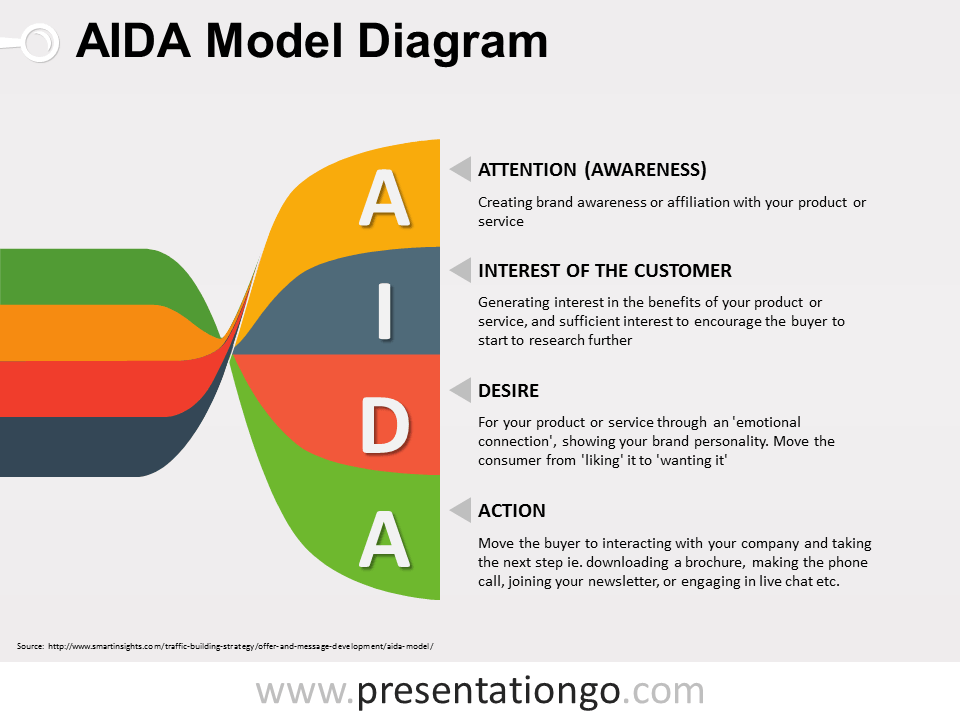 AIDA Model Diagram
A
ATTENTION (AWARENESS)
Creating brand awareness or affiliation with your product or
service
I
INTEREST OF THE CUSTOMER
Generating interest in the benefits of your product or
service, and sufficient interest to encourage the buyer to
start to research further
D
DESIRE
For your product or service through an 'emotional
connection', showing your brand personality. Move the
consumer from 'liking' it to 'wanting it'
A
ACTION
Move the buyer to interacting with your company and taking
the next step ie. downloading a brochure, making the phone
call, joining your newsletter, or engaging in live chat etc.
Source: http://www.smartinsights.com/traffic-building-strategy/offer-and-message-development/aida-model/
www.presentationgo.com